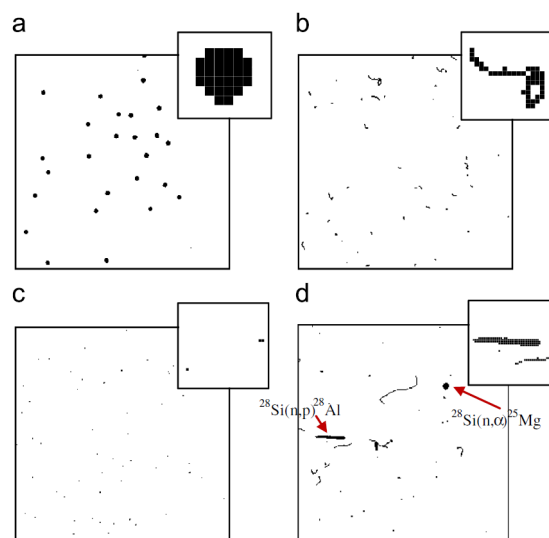 a
b
c
d
²⁸Si(n,p)²⁸Al
²⁸Si(n,α)²⁵Mg